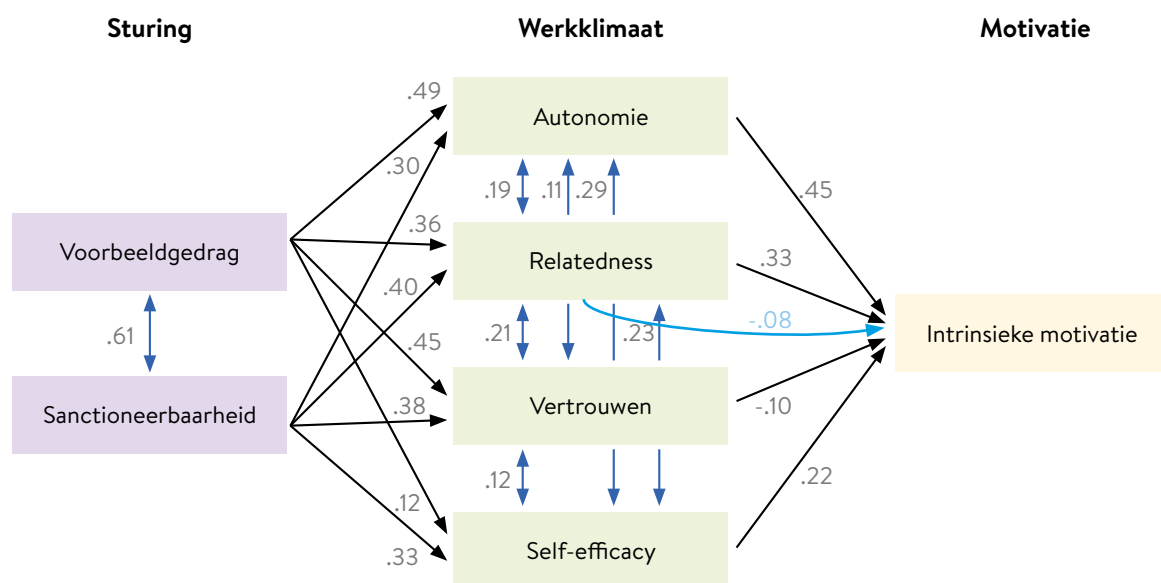 Sturing
Werkklimaat
Motivatie
.49
Autonomie
.30
.19
.11
.29
.45
.36
Voorbeeldgedrag
Relatedness
.33
.40
.61
.45
.21
.23
-.08
Intrinsieke motivatie
Sanctioneerbaarheid
.38
Vertrouwen
-.10
.12
.22
.12
Self-efficacy
.33